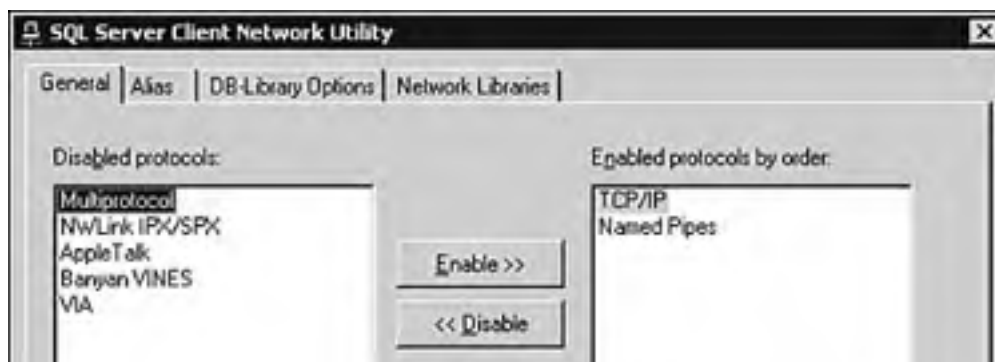 SQL Server Client Network Utility
General Alias DB-Library Options Network Libraries
Disabled protocols:
Multiprotocol
NWLink IPX/SPX
AppleTalk
Banyan VINES
VIA
Enable >>
<< Disable
Enabled protocols by order:
TCP/IP
Named Pipes